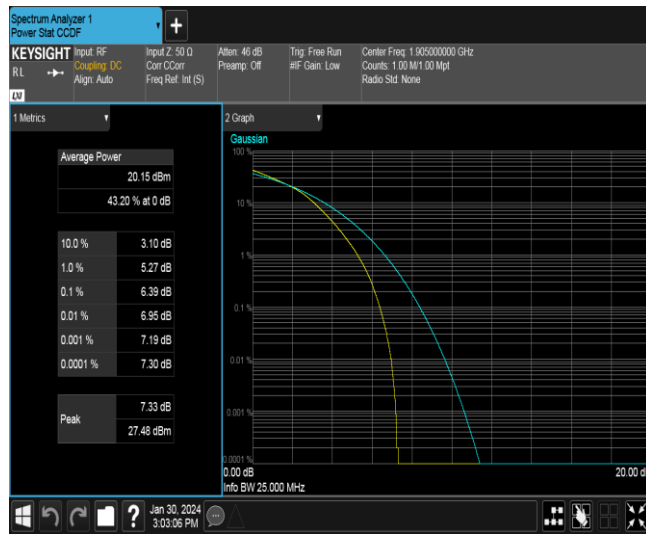 Spectrum Analyzer 1
Power Stat CCDF
+
KEYSIGHT
RL
LXI
Input: RF
Coupling: DC
Align: Auto
Input Z: 50 Ω
Corr CCorr
Freq Ref: Int (S)
Atten: 46 dB
Preamp: Off
Trig: Free Run
#IF Gain: Low
Center Freq: 1.905000000 GHz
Counts: 1.00 M/1.00 Mpt
Radio Std: None
1 Metrics
Average Power
20.15 dBm
43.20 % at 0 dB
10.0 % 3.10 dB
1.0 % 5.27 dB
0.1 % 6.39 dB
0.01 % 6.95 dB
0.001 % 7.19 dB
0.0001 % 7.30 dB
Peak
7.33 dB
27.48 dBm
2 Graph
Gaussian
100 %
10 %
1 %
0.1 %
0.01 %
0.001 %
0.0001 %
0.00 dB
20.00 d
Info BW 25.000 MHz
?
Jan 30, 2024
3:03:06 PM